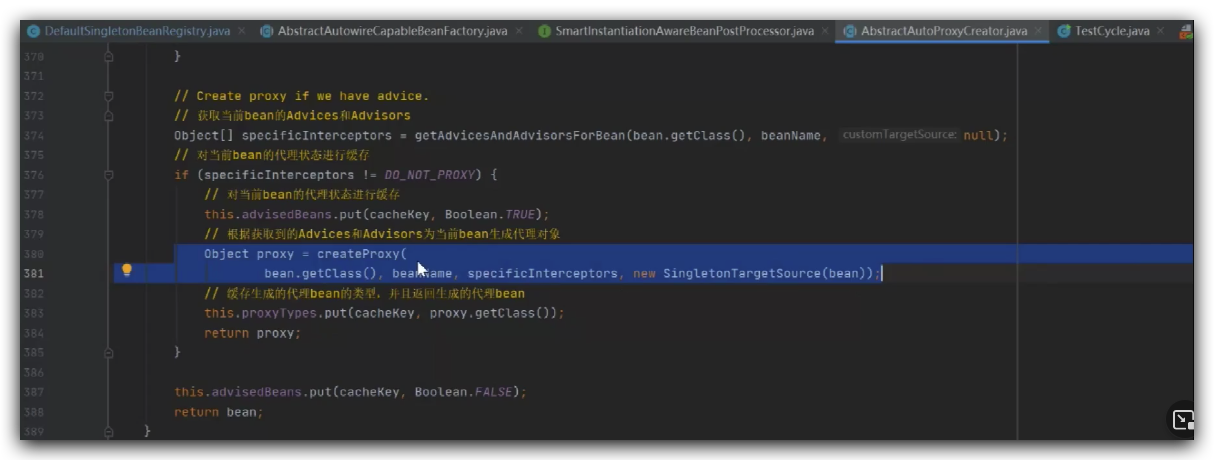 DefaultSingletonBeanRegistry.java × AbstractAutowireCapableBeanFactory.java × SmartInstantiationAwareBeanPostProcessor.java × AbstractAutoProxyCreator.java × TestCycle.java ×
370 }
371
372 // Create proxy if we have advice.
373 // 获取当前bean的Advices和Advisors
374 Object[] specificInterceptors = getAdvicesAndAdvisorsForBean(bean.getClass(), beanName, customTargetSource: null);
375 // 对当前bean的代理状态进行缓存
376 if (specificInterceptors != DO_NOT_PROXY) {
377 // 对当前bean的代理状态进行缓存
378 this.advisedBeans.put(cacheKey, Boolean.TRUE);
379 // 根据获取到的Advices和Advisors为当前bean生成代理对象
380 Object proxy = createProxy(
381 bean.getClass(), beanName, specificInterceptors, new SingletonTargetSource(bean));
382 // 缓存生成的代理bean的类型，并且返回生成的代理bean
383 this.proxyTypes.put(cacheKey, proxy.getClass());
384 return proxy;
385 }
386
387 this.advisedBeans.put(cacheKey, Boolean.FALSE);
388 return bean;
389 }